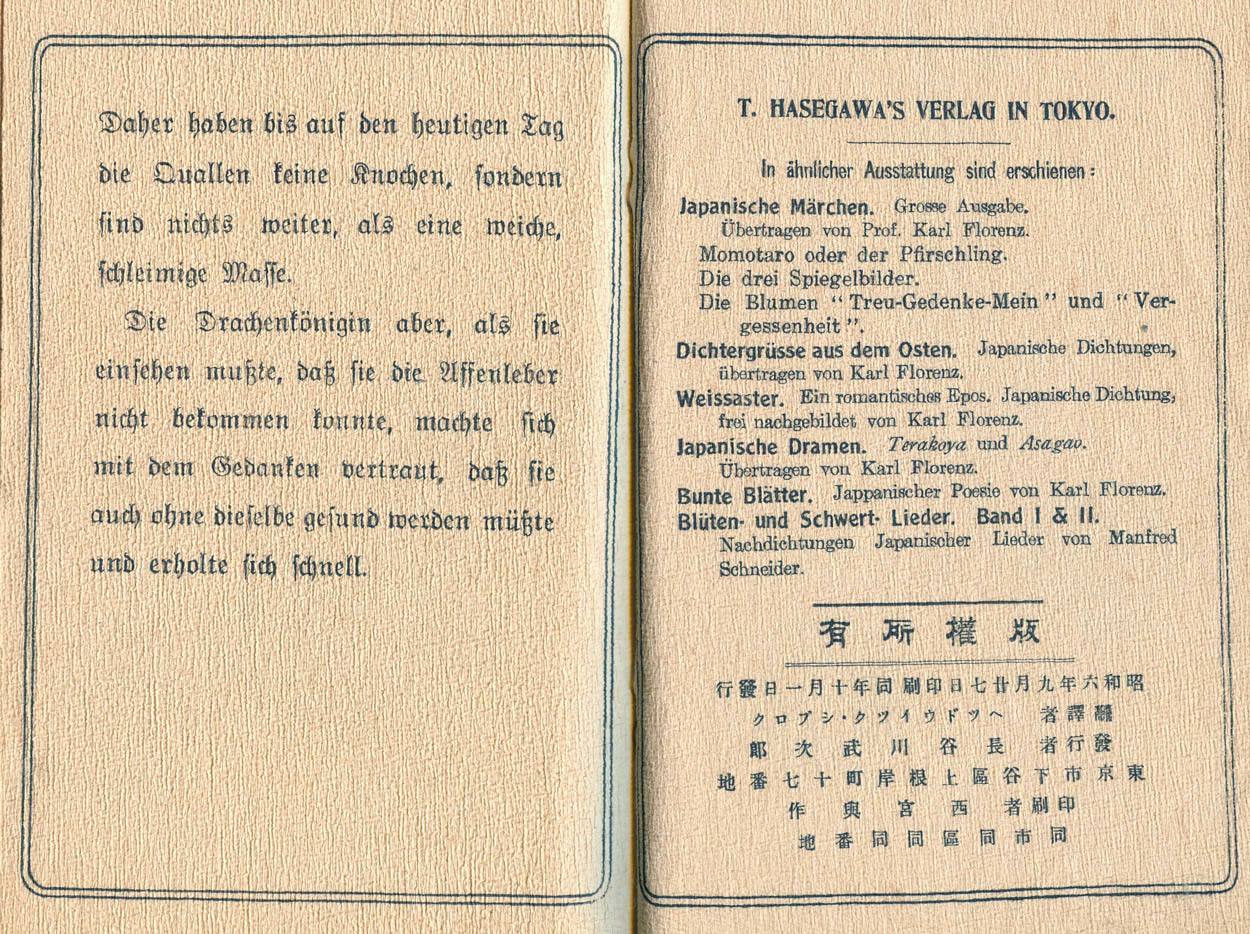 Daher haben bis auf den heutigen Tag
die Quallen keine Knochen, sondern
sind nichts weiter, als eine weiche,
schleimige Masse.
Die Drachenkönigin aber, als sie
einsehen mußte, daß sie die Affenleber
nicht bekommen konnte, machte sich
mit dem Gedanken vertraut, daß sie
auch ohne dieselbe gesund werden müßte
und erholte sich schnell.
T. HASEGAWA'S VERLAG IN TOKYO.
In ähnlicher Ausstattung sind erschienen:
Japanische Märchen. Grosse Ausgabe.
Übertragen von Prof. Karl Florenz.
Momotaro oder der Pfirschling.
Die drei Spiegelbilder.
Die Blumen “Treu-Gedenke-Mein” und “Ver-
gessenheit”.
Dichtergrüsse aus dem Osten. Japanische Dichtungen,
übertragen von Karl Florenz.
Weissaster. Ein romantisches Epos. Japanische Dichtung,
frei nachgebildet von Karl Florenz.
Japanische Dramen. Terakoya und Asagao.
Übertragen von Karl Florenz.
Bunte Blätter. Jappanischer Poesie von Karl Florenz.
Blüten- und Schwert- Lieder. Band I & II.
Nachdichtungen Japanischer Lieder von Manfred
Schneider.
版權所有
昭和六年九月廿七日印刷同年十月一日發行
飜譯者 ヘツドウイツク・シプロク
發行者 長谷川武次郎
東京市下谷區上根岸町十七番地
印刷者 西宮與作
同市同區同同番地